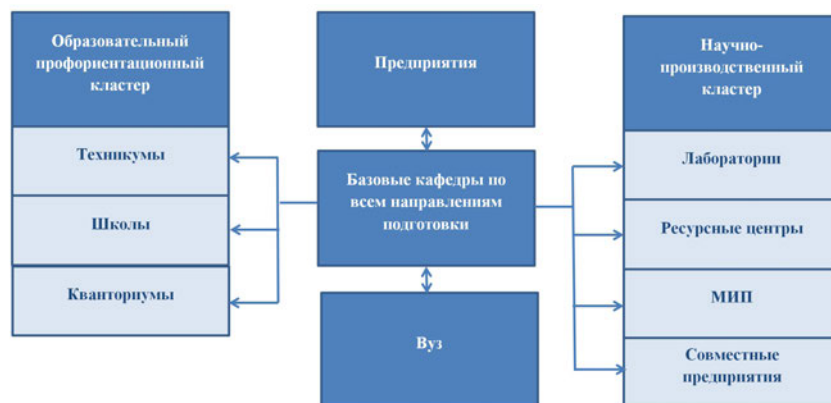 Образовательный
профориентационный
кластер
Техникумы
Школы
Кванториумы
Предприятия
Базовые кафедры по
всем направлениям
подготовки
Вуз
Научно-
производственный
кластер
Лаборатории
Ресурсные центры
МИП
Совместные
предприятия